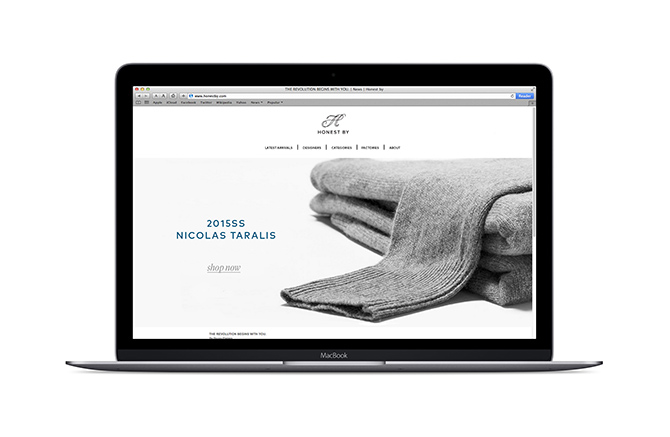 THE REVOLUTION BEGINS WITH YOU. | News | Honest by
www.honestby.com
Reader
Apple iCloud Facebook Twitter Wikipedia Yahoo News Popular
H
HONEST BY
LATEST ARRIVALS | DESIGNERS | CATEGORIES | FACTORIES | ABOUT
2015SS
NICOLAS TARALIS
shop now
THE REVOLUTION BEGINS WITH YOU.
MacBook